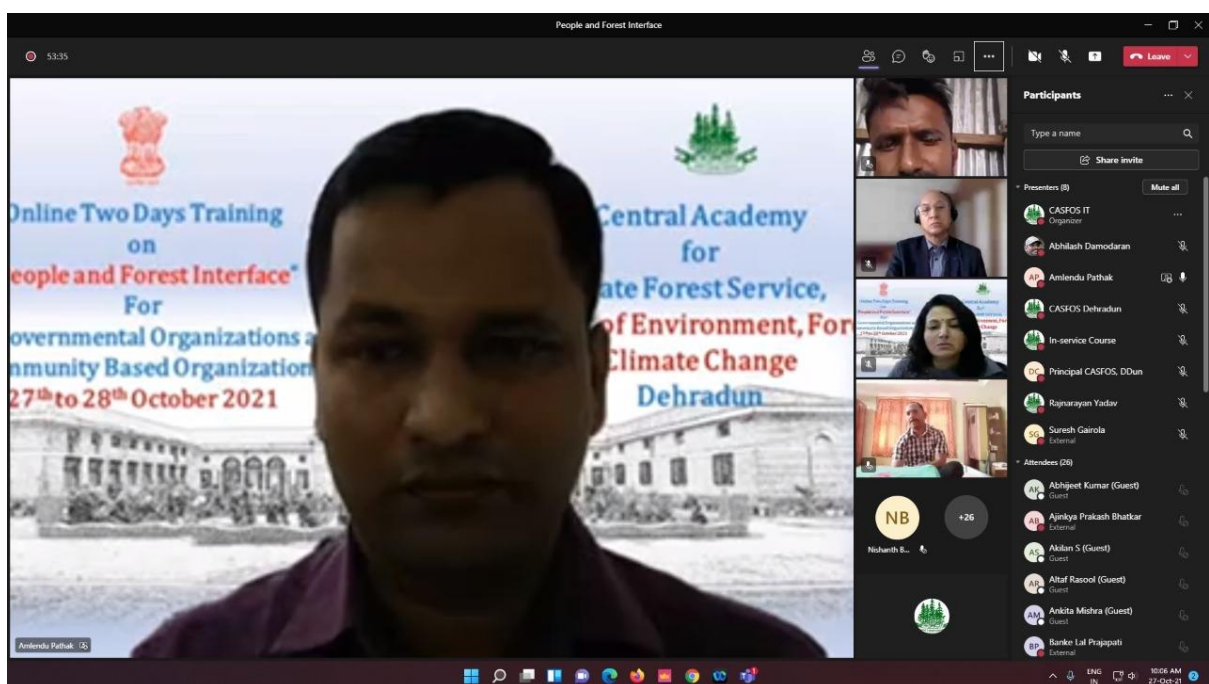 People and Forest Interface
53:35
Leave
Online Two Days Training
on
eople and Forest Interface"
For
overnmental Organizations a
mmunity Based Organization
27th to 28th October 2021
Central Academy
for
ate Forest Service,
of Environment, For
Climate Change
Dehradun
Amlendu Pathak
NB
+26
Nishanth B...
Participants
Type a name
Share invite
Presenters (8)
Mute all
CASFOS IT
Organizer
Abhilash Damodaran
AP
Amlendu Pathak
CASFOS Dehradun
In-service Course
DC
Principal CASFOS, DDun
Rajnarayan Yadav
SG
Suresh Gairola
External
Attendees (26)
AK
Abhijeet Kumar (Guest)
Guest
AB
Ajinkya Prakash Bhatkar
External
AS
Akilan S (Guest)
Guest
AR
Altaf Rasool (Guest)
Guest
AM
Ankita Mishra (Guest)
Guest
BP
Banke Lal Prajapati
External
ENG
IN
10:06 AM
27-Oct-21
2